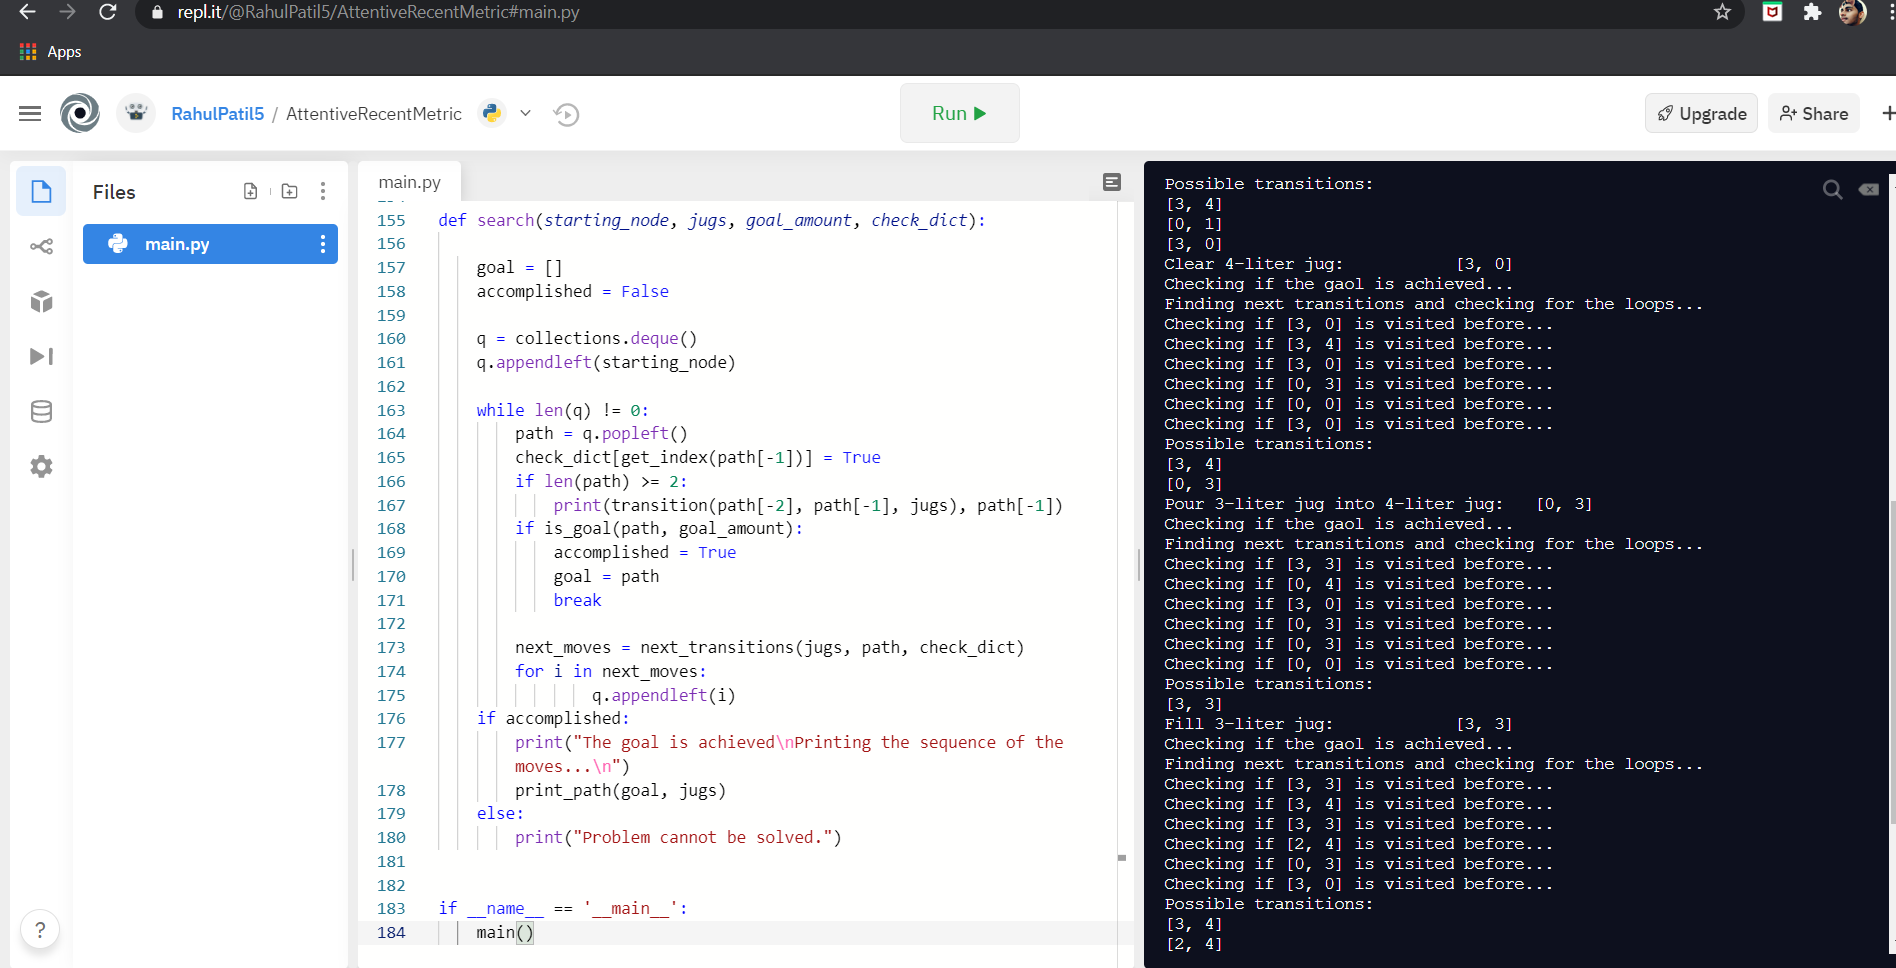 repl.it/@RahulPatil5/AttentiveRecentMetric#main.py
Apps
RahulPatil5 / AttentiveRecentMetric
Run
Upgrade
Share
Files
main.py
?
main.py
155 def search(starting_node, jugs, goal_amount, check_dict):
156
157 goal = []
158 accomplished = False
159
160 q = collections.deque()
161 q.appendleft(starting_node)
162
163 while len(q) != 0:
164 path = q.popleft()
165 check_dict[get_index(path[-1])] = True
166 if len(path) >= 2:
167 print(transition(path[-2], path[-1], jugs), path[-1])
168 if is_goal(path, goal_amount):
169 accomplished = True
170 goal = path
171 break
172
173 next_moves = next_transitions(jugs, path, check_dict)
174 for i in next_moves:
175 q.appendleft(i)
176 if accomplished:
177 print("The goal is achieved\nPrinting the sequence of the
moves...\n")
178 print_path(goal, jugs)
179 else:
180 print("Problem cannot be solved.")
181
182
183 if __name__ == '__main__':
184 main()
Possible transitions:
[3, 4]
[0, 1]
[3, 0]
Clear 4-liter jug: [3, 0]
Checking if the gaol is achieved...
Finding next transitions and checking for the loops...
Checking if [3, 0] is visited before...
Checking if [3, 4] is visited before...
Checking if [3, 0] is visited before...
Checking if [0, 3] is visited before...
Checking if [0, 0] is visited before...
Checking if [3, 0] is visited before...
Possible transitions:
[3, 4]
[0, 3]
Pour 3-liter jug into 4-liter jug: [0, 3]
Checking if the gaol is achieved...
Finding next transitions and checking for the loops...
Checking if [3, 3] is visited before...
Checking if [0, 4] is visited before...
Checking if [3, 0] is visited before...
Checking if [0, 3] is visited before...
Checking if [0, 3] is visited before...
Checking if [0, 0] is visited before...
Possible transitions:
[3, 3]
Fill 3-liter jug: [3, 3]
Checking if the gaol is achieved...
Finding next transitions and checking for the loops...
Checking if [3, 3] is visited before...
Checking if [3, 4] is visited before...
Checking if [3, 3] is visited before...
Checking if [2, 4] is visited before...
Checking if [0, 3] is visited before...
Checking if [3, 0] is visited before...
Possible transitions:
[3, 4]
[2, 4]